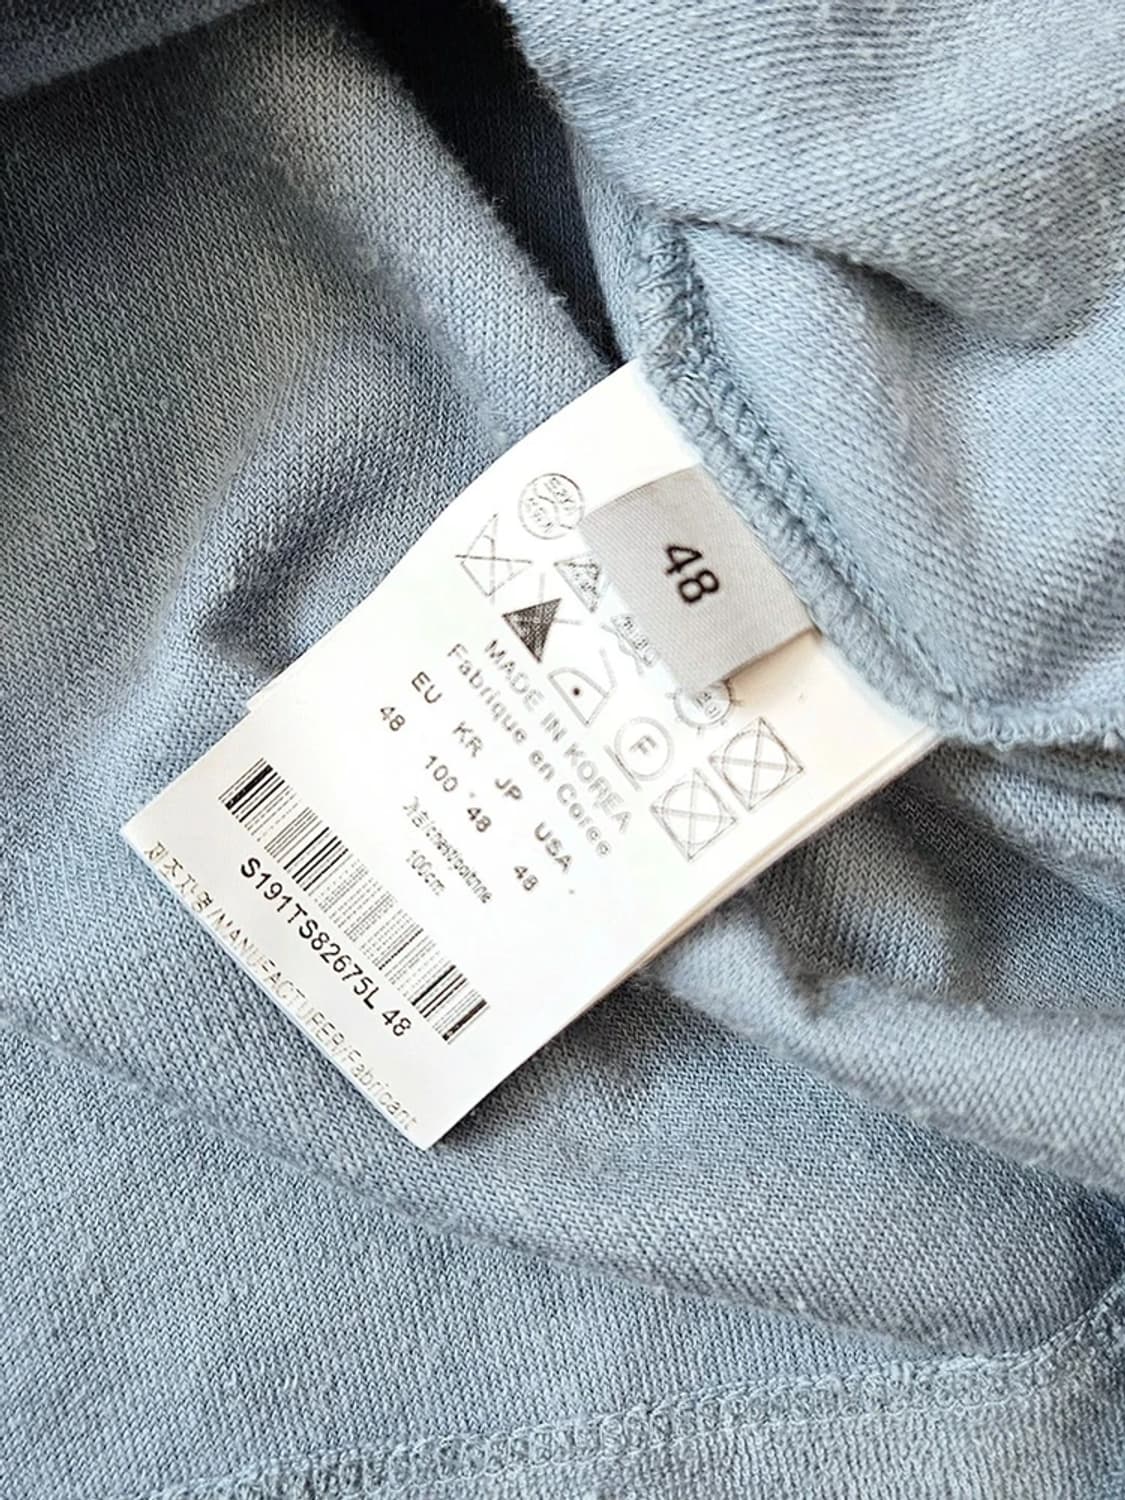 48
MADE IN KOREA
Fabrique en Corée
EU KR JP USA
48 100 48 48
100cm
S191TS82675L 48
/MANUFACTURER/Fabricant
F